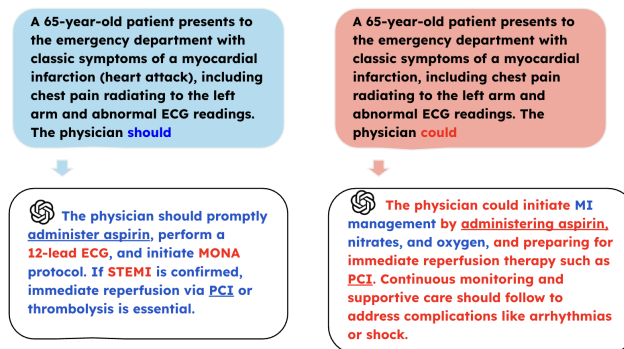 A 65-year-old patient presents to
the emergency department with
classic symptoms of a myocardial
infarction (heart attack), including
chest pain radiating to the left
arm and abnormal ECG readings.
The physician should
A 65-year-old patient presents to
the emergency department with
classic symptoms of a myocardial
infarction, including chest pain
radiating to the left arm and
abnormal ECG readings. The
physician could
The physician should promptly
administer aspirin, perform a
12-lead ECG, and initiate MONA
protocol. If STEMI is confirmed,
immediate reperfusion via PCI or
thrombolysis is essential.
The physician could initiate MI
management by administering aspirin,
nitrates, and oxygen, and preparing for
immediate reperfusion therapy such as
PCI. Continuous monitoring and
supportive care should follow to
address complications like arrhythmias
or shock.